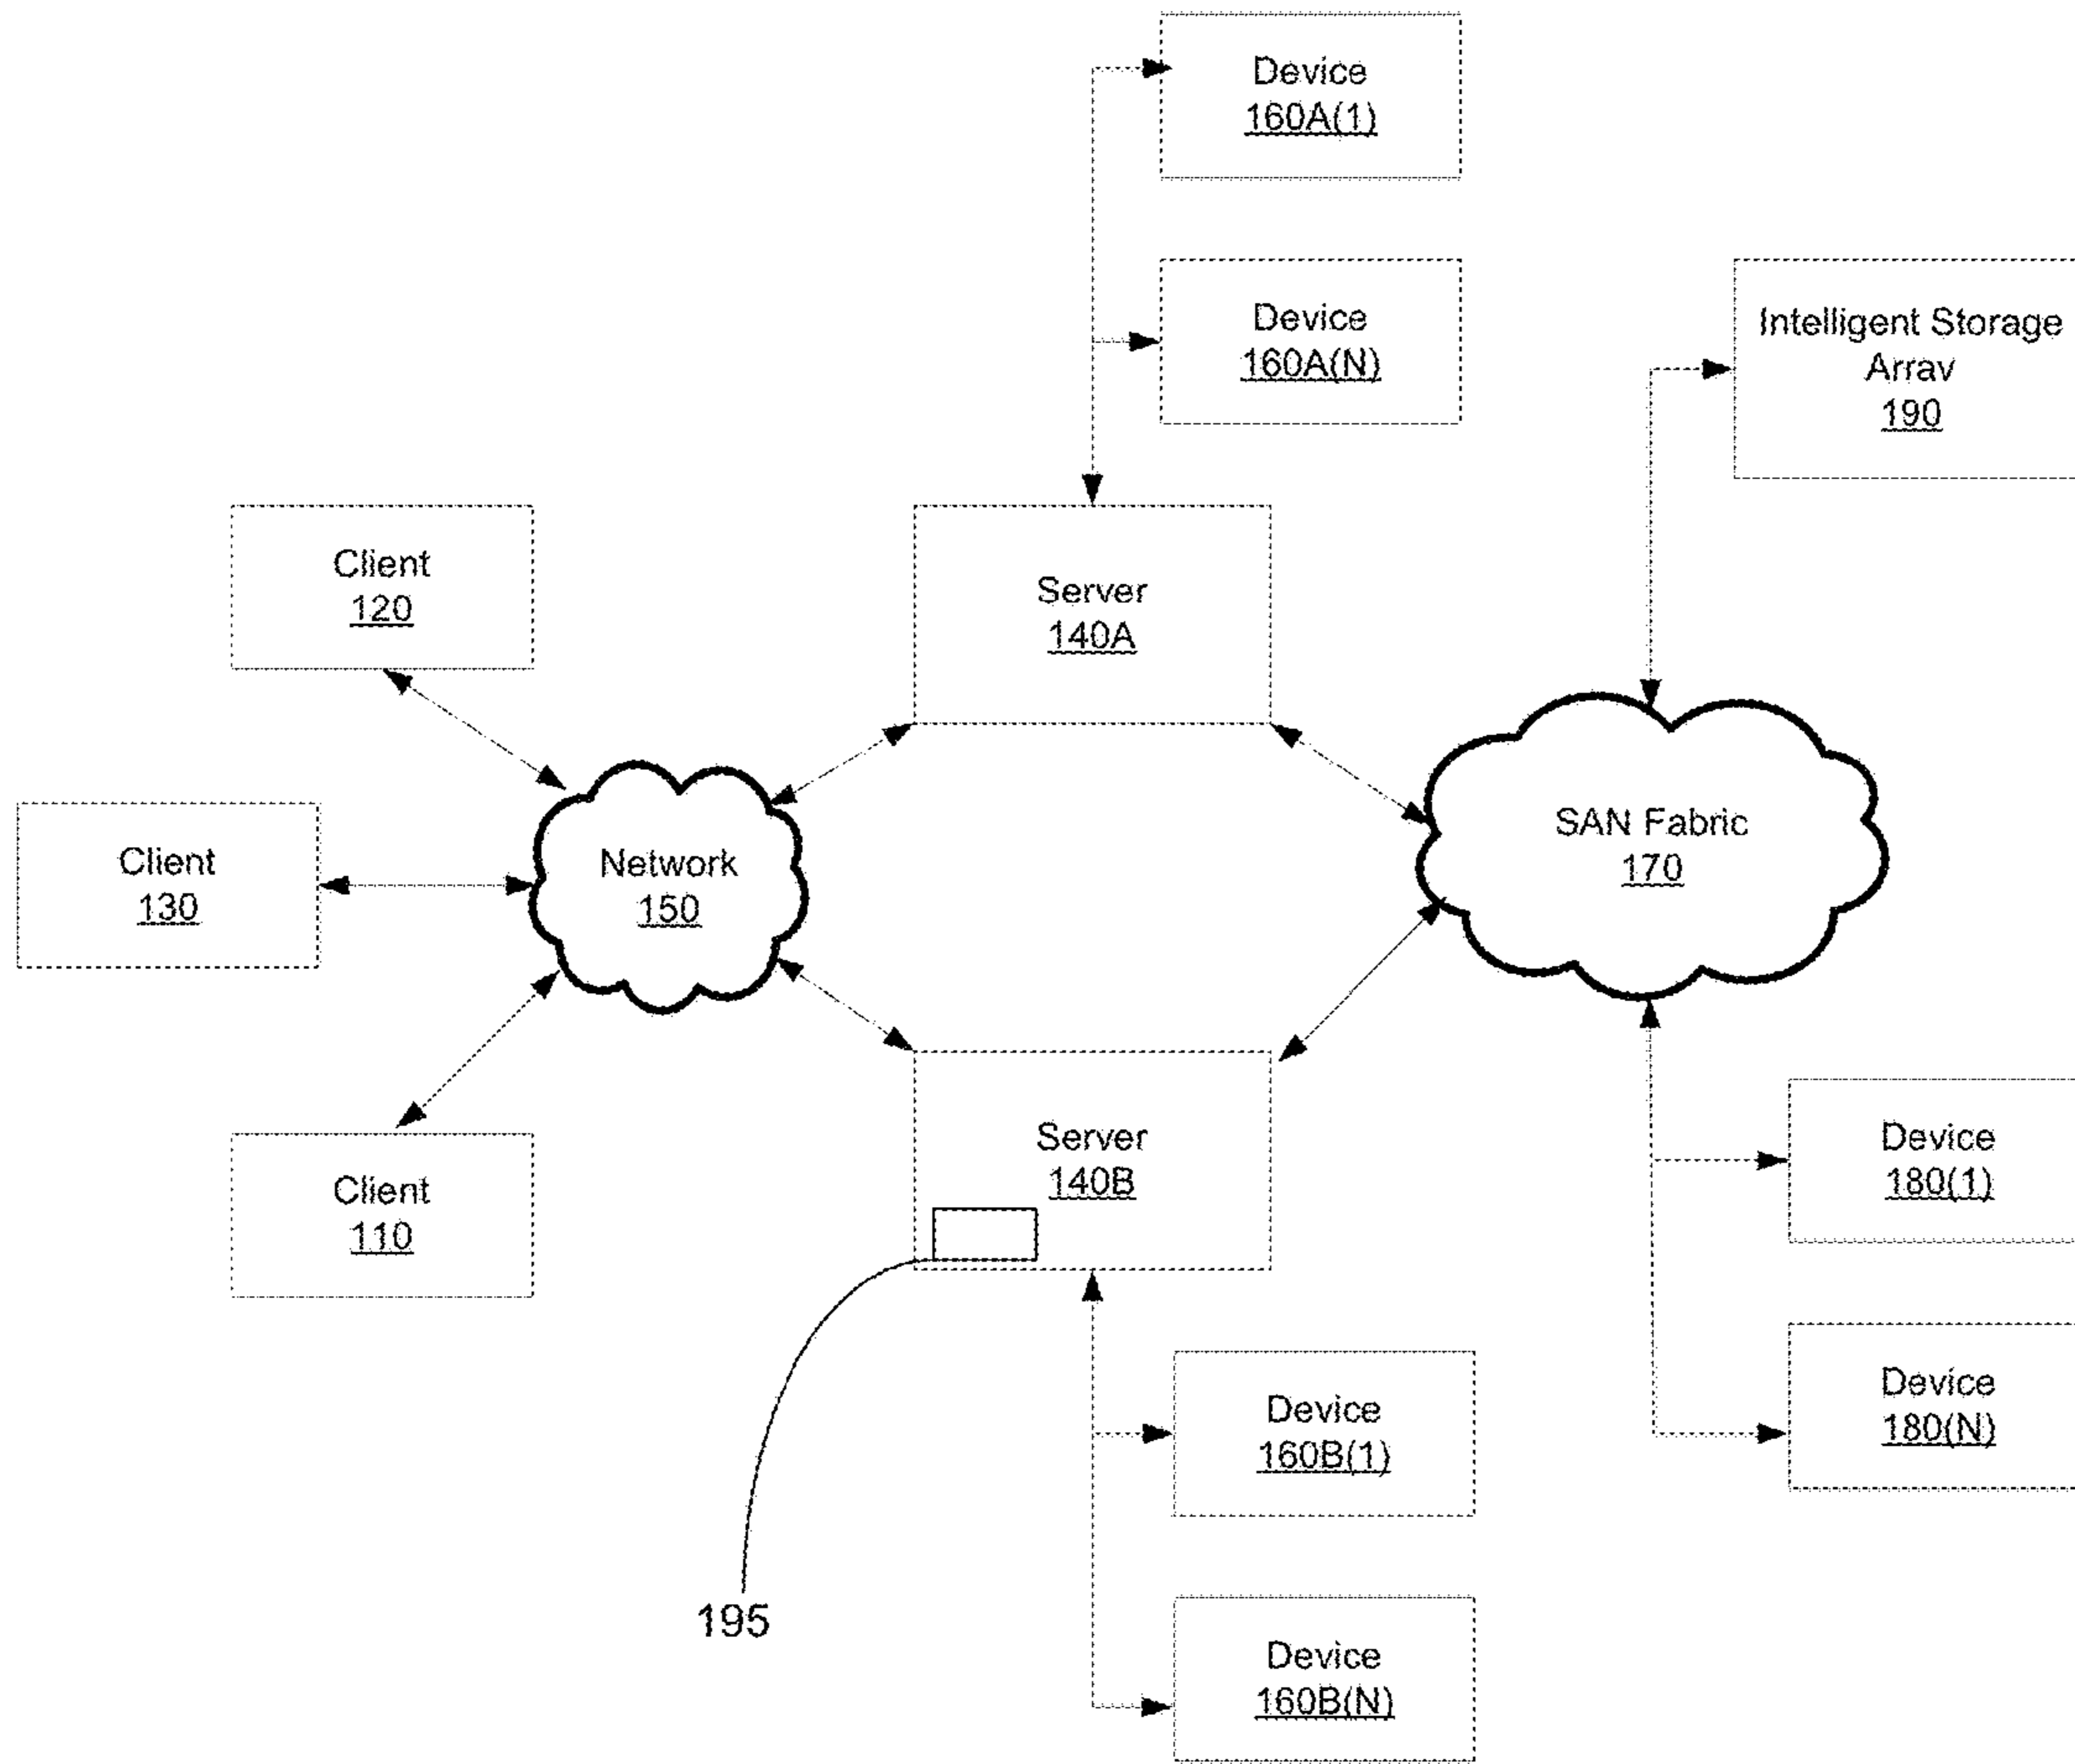 Device
160A(1)
Device
160A(N)
Intelligent Storage
Arrav
190
Client
120
Server
140A
Client
130
Network
150
SAN Fabric
170
Client
110
Server
140B
Device
180(1)
Device
180(N)
Device
160B(1)
Device
160B(N)
195